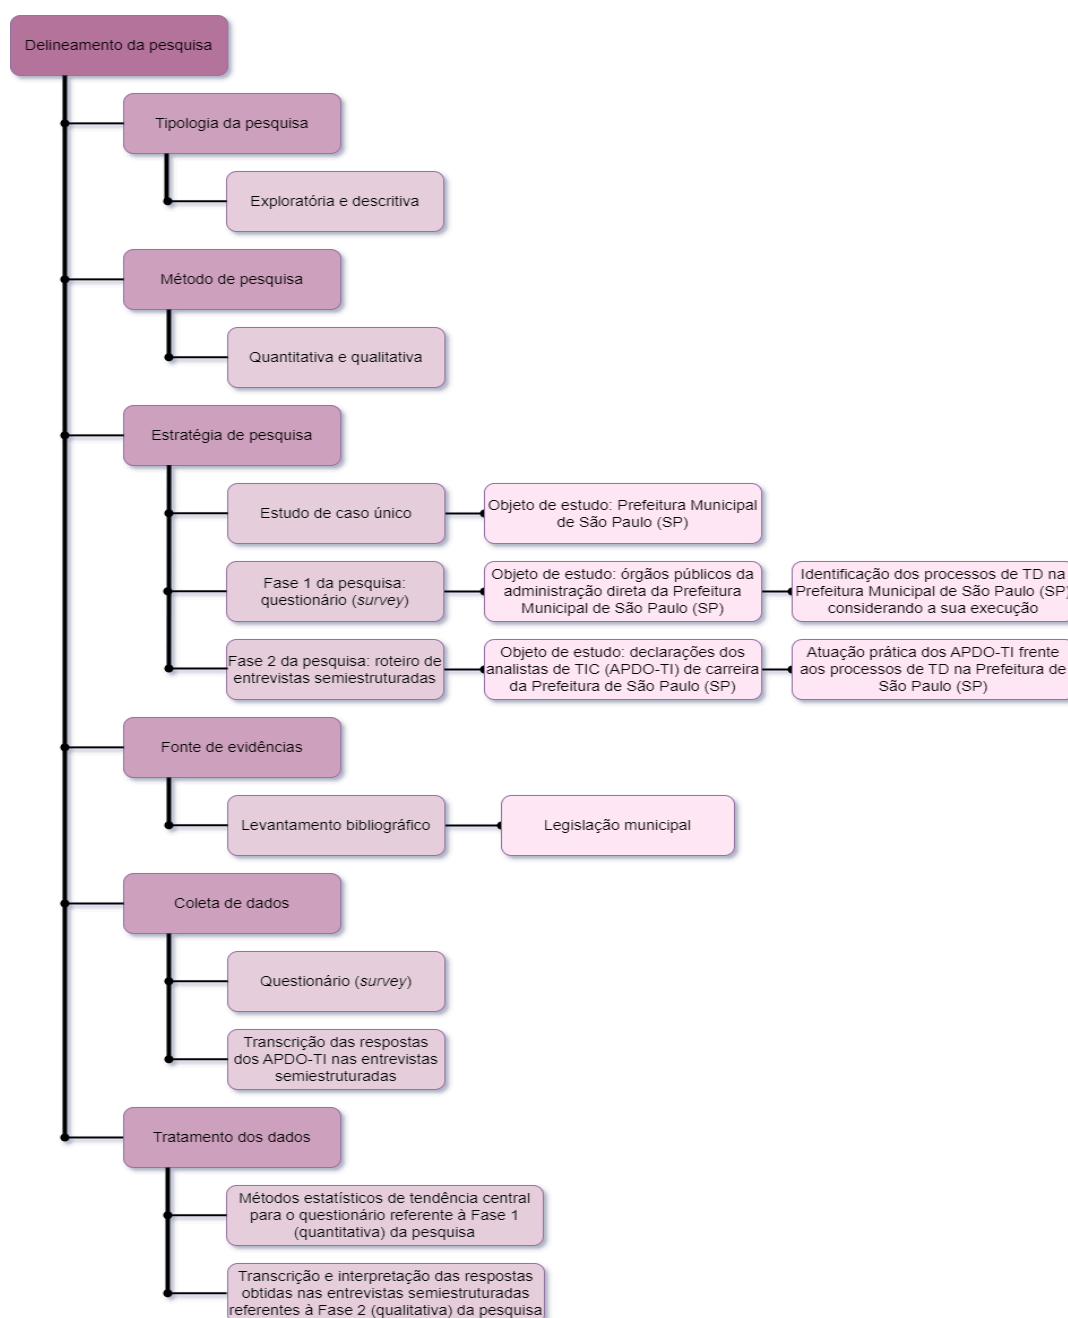 Delineamento da pesquisa
Tipologia da pesquisa
Exploratória e descritiva
Método de pesquisa
Quantitativa e qualitativa
Estratégia de pesquisa
Estudo de caso único
Objeto de estudo: Prefeitura Municipal
de São Paulo (SP)
Fase 1 da pesquisa:
questionário (survey)
Objeto de estudo: órgãos públicos da
administração direta da Prefeitura
Municipal de São Paulo (SP)
Identificação dos processos de TD na
Prefeitura Municipal de São Paulo (SP)
considerando a sua execução
Fase 2 da pesquisa: roteiro de
entrevistas semiestruturadas
Objeto de estudo: declarações dos
analistas de TIC (APDO-TI) de carreira
da Prefeitura de São Paulo (SP)
Atuação prática dos APDO-TI frente
aos processos de TD na Prefeitura de
São Paulo (SP)
Fonte de evidências
Levantamento bibliográfico
Legislação municipal
Coleta de dados
Questionário (survey)
Transcrição das respostas
dos APDO-TI nas entrevistas
semiestruturadas
Tratamento dos dados
Métodos estatísticos de tendência central
para o questionário referente à Fase 1
(quantitativa) da pesquisa
Transcrição e interpretação das respostas
obtidas nas entrevistas semiestruturadas
referentes à Fase 2 (qualitativa) da pesquisa